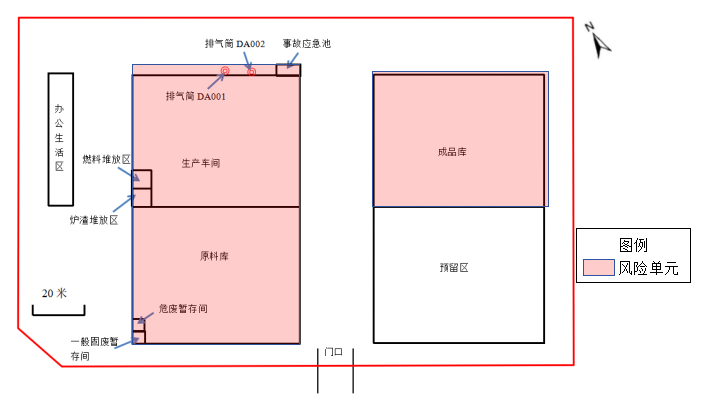 N
排气筒 DA002
事故应急池
排气筒 DA001
办
公
生
活
区
燃料堆放区
生产车间
成品库
炉渣堆放区
原料库
预留区
图例
风险单元
20 米
危废暂存间
一般固废暂
存间
门口